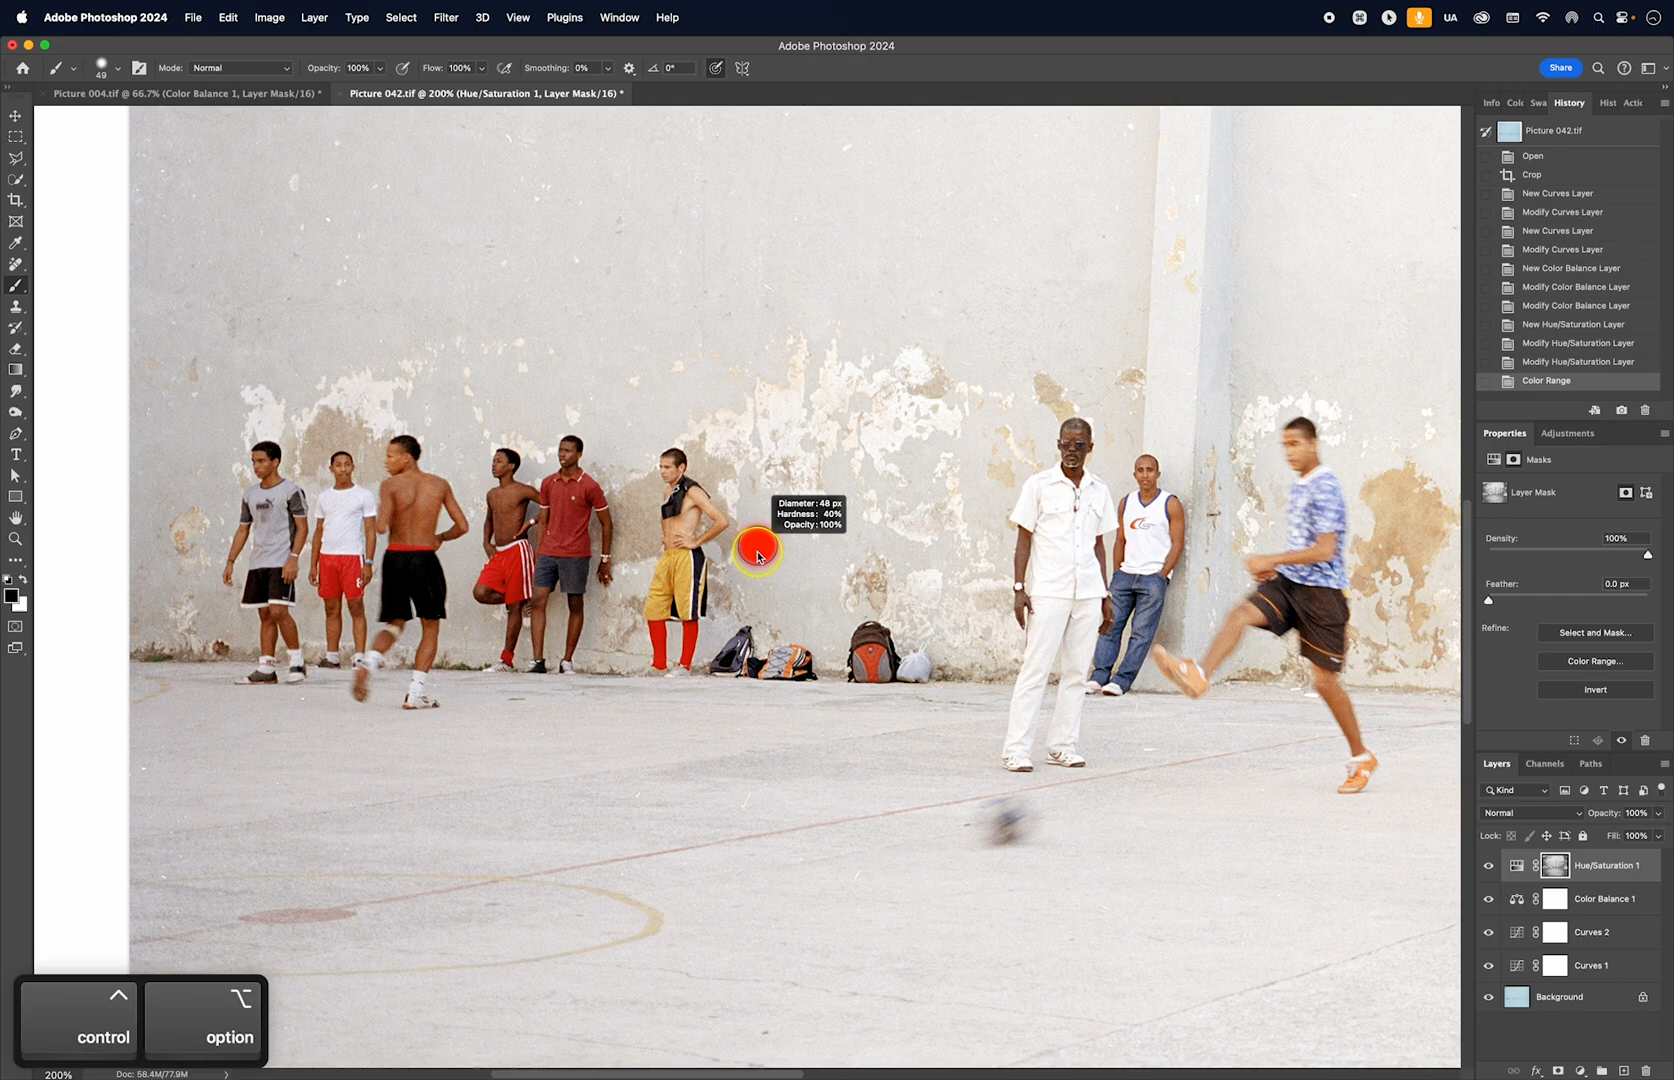 Adobe Photoshop 2024 File Edit Image Layer Type Select Filter 3D View Plugins Window Help UA
Adobe Photoshop 2024
49 Mode: Normal Opacity: 100% Flow: 100% Smoothing: 0% 0° Share
Picture 004.tif @ 66.7% (Color Balance 1, Layer Mask/16) * Picture 042.tif @ 200% (Hue/Saturation 1, Layer Mask/16) *
Info Colc Swa History Hist Actic
Picture 042.tif
Open
Crop
New Curves Layer
Modify Curves Layer
New Curves Layer
Modify Curves Layer
New Color Balance Layer
Modify Color Balance Layer
Modify Color Balance Layer
New Hue/Saturation Layer
Modify Hue/Saturation Layer
Modify Hue/Saturation Layer
Color Range
Properties Adjustments
Masks
Layer Mask
Density: 100%
Feather: 0.0 px
Refine: Select and Mask...
Color Range...
Invert
Diameter: 48 px
Hardness: 40%
Opacity: 100%
Layers Channels Paths
Kind
Normal Opacity: 100%
Lock: Fill: 100%
Hue/Saturation 1
Color Balance 1
Curves 2
Curves 1
Background
control option
200% Doc: 58.4M/77.9M